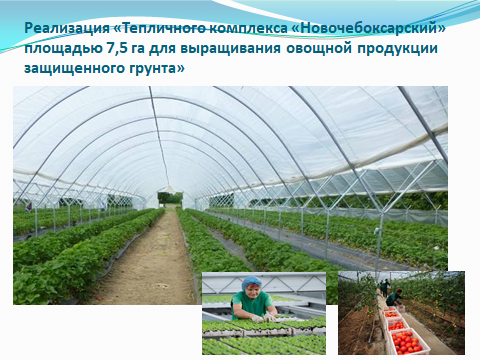 Реализация «Тепличного комплекса «Новочебоксарский»
площадью 7,5 га для выращивания овощной продукции
защищенного грунта»